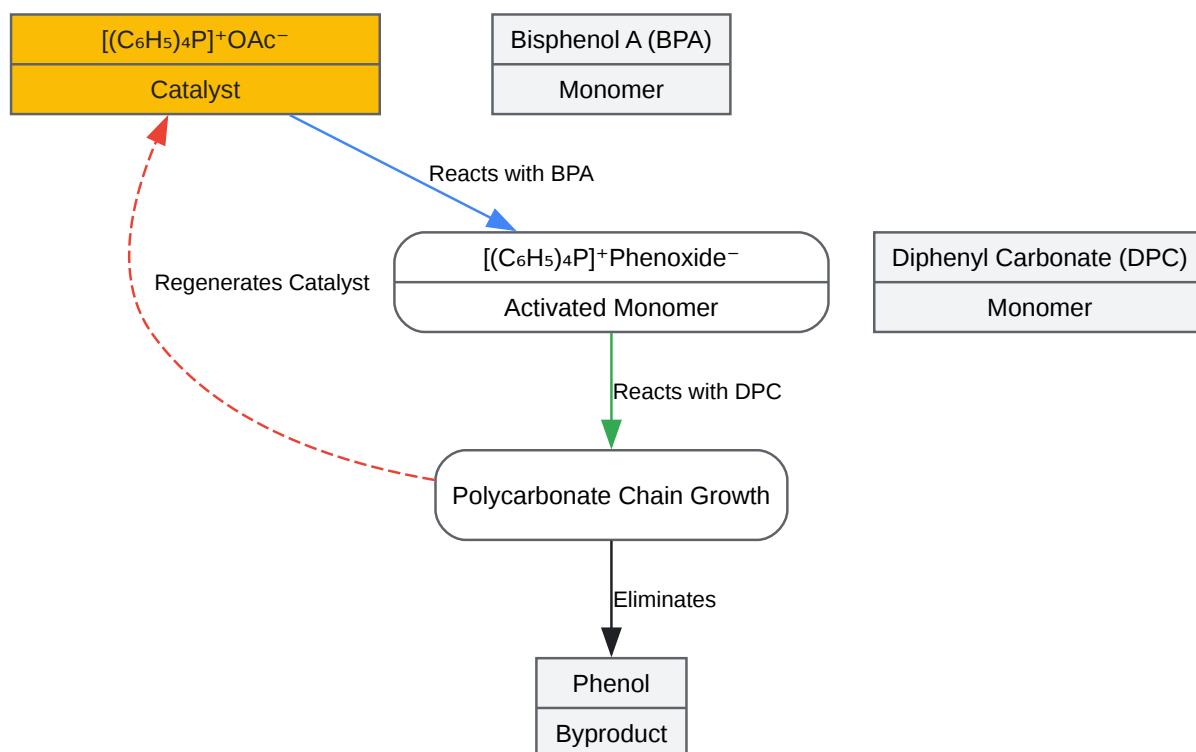 [(C₆H₅)₄P]⁺OAc⁻
Catalyst
Bisphenol A (BPA)
Monomer
Reacts with BPA
[(C₆H₅)₄P]⁺Phenoxide⁻
Activated Monomer
Diphenyl Carbonate (DPC)
Monomer
Regenerates Catalyst
Reacts with DPC
Polycarbonate Chain Growth
Eliminates
Phenol
Byproduct